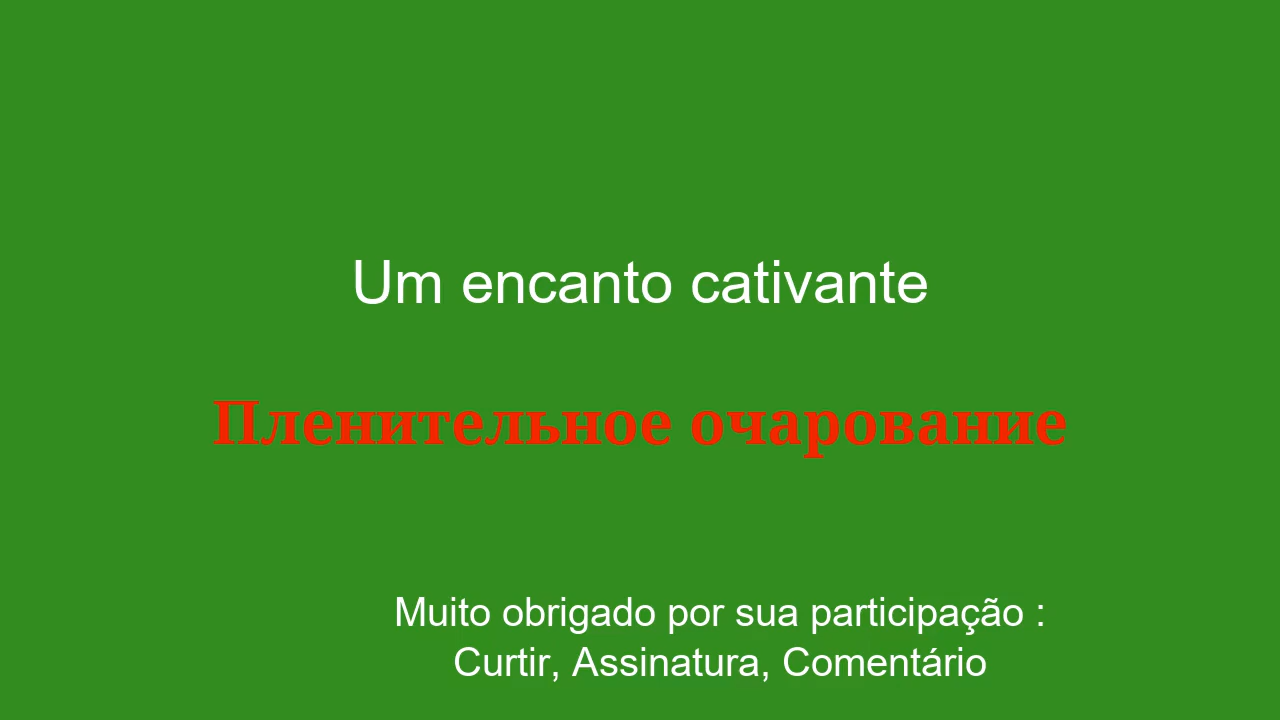 Um encanto cativante
Пленительное очарование
Muito obrigado por sua participação :
Curtir, Assinatura, Comentário